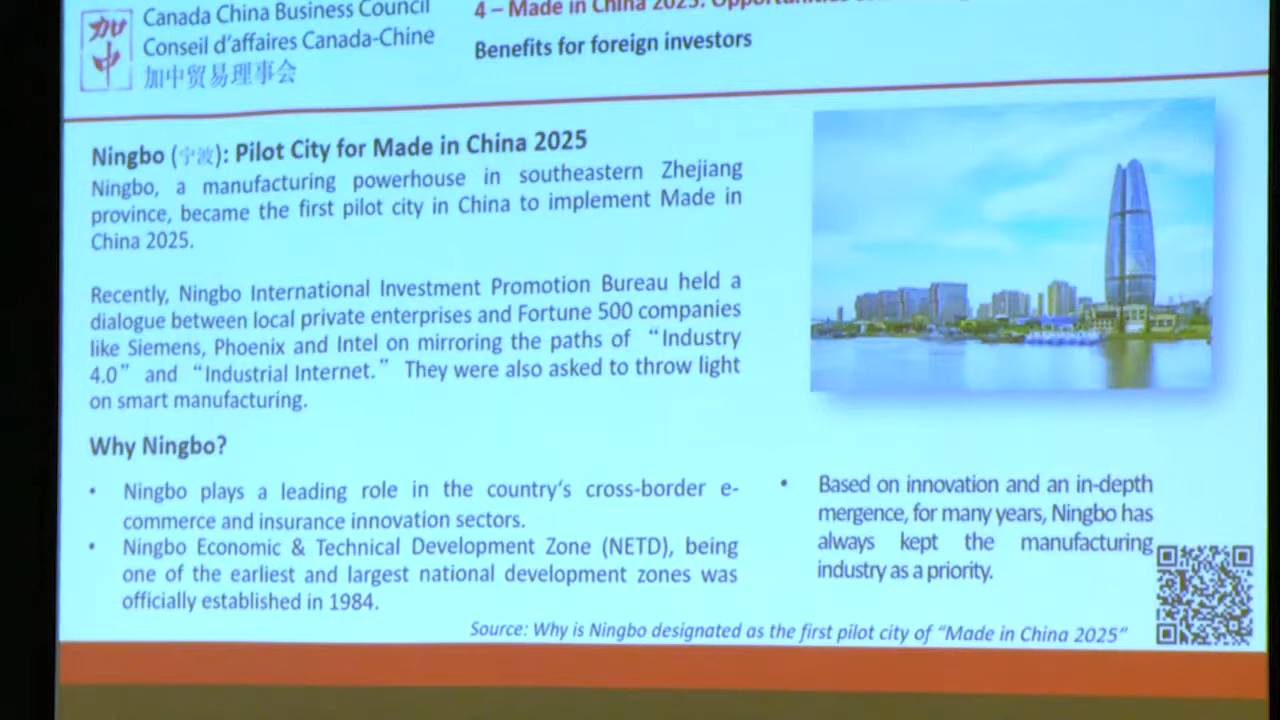 Canada China Business Council
Conseil d'affaires Canada-Chine
加中贸易理事会
加中
4 – Made in China 2025:
Benefits for foreign investors
Ningbo (宁波): Pilot City for Made in China 2025
Ningbo, a manufacturing powerhouse in southeastern Zhejiang
province, became the first pilot city in China to implement Made in
China 2025.
Recently, Ningbo International Investment Promotion Bureau held a
dialogue between local private enterprises and Fortune 500 companies
like Siemens, Phoenix and Intel on mirroring the paths of “Industry
4.0” and “Industrial Internet.” They were also asked to throw light
on smart manufacturing.
Why Ningbo?
• Ningbo plays a leading role in the country's cross-border e-
commerce and insurance innovation sectors.
• Ningbo Economic & Technical Development Zone (NETD), being
one of the earliest and largest national development zones was
officially established in 1984.
• Based on innovation and an in-depth
mergence, for many years, Ningbo has
always kept the manufacturing
industry as a priority.
Source: Why is Ningbo designated as the first pilot city of “Made in China 2025”